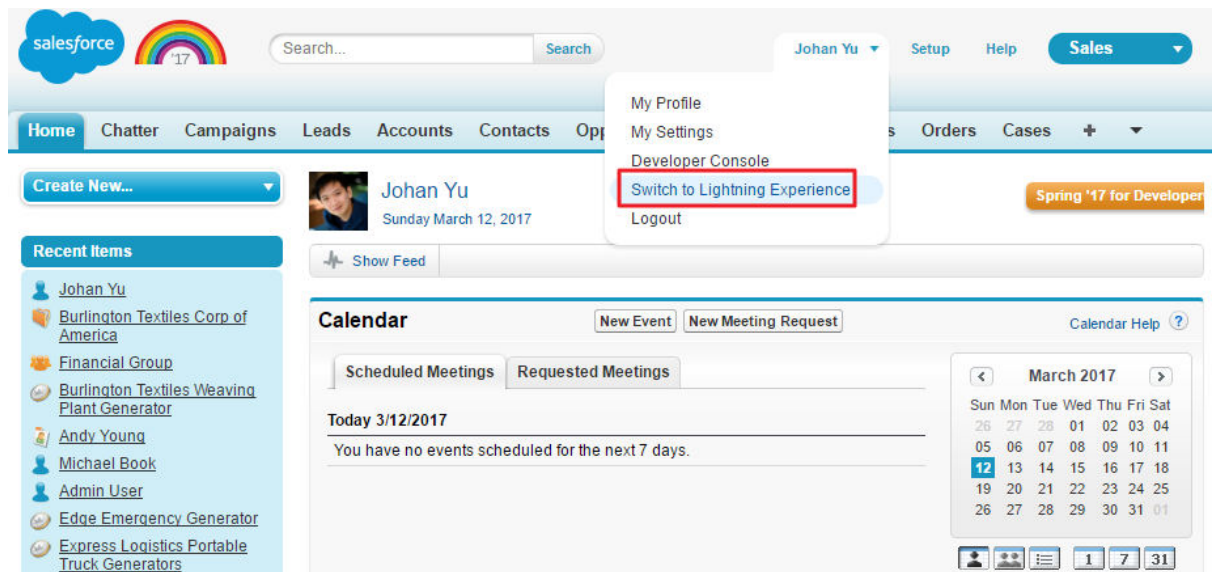 salesforce
'17
Search...
Search
Johan Yu
Setup
Help
Sales
My Profile
My Settings
Developer Console
Switch to Lightning Experience
Logout
Home Chatter Campaigns Leads Accounts Contacts Opp s Orders Cases + 
Create New...
Johan Yu
Sunday March 12, 2017
Spring '17 for Developer
Show Feed
Recent Items
Johan Yu
Burlington Textiles Corp of
America
Financial Group
Burlington Textiles Weaving
Plant Generator
Andy Young
Michael Book
Admin User
Edge Emergency Generator
Express Logistics Portable
Truck Generators
Calendar
New Event
New Meeting Request
Calendar Help ?
Scheduled Meetings
Requested Meetings
Today 3/12/2017
You have no events scheduled for the next 7 days.
< March 2017 >
Sun Mon Tue Wed Thu Fri Sat
26 27 28 01 02 03 04
05 06 07 08 09 10 11
12 13 14 15 16 17 18
19 20 21 22 23 24 25
26 27 28 29 30 31 01
1 7 31